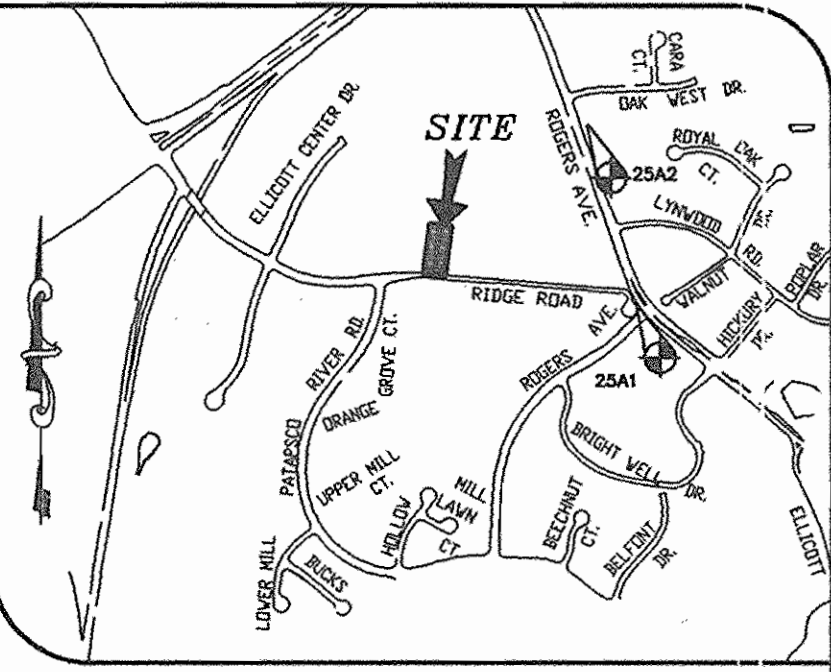 CARA
CT.
OAK WEST DR.
SITE
ELLICOTT CENTER DR.
ROGERS AVE.
ROYAL OAK
CT.
25A2
LYNWOOD
RD.
WALNUT
POPLAR
DR.
HICKORY
RIDGE ROAD
ROGERS
AVE.
25A1
PATAPSCO
RIVER RD.
ORANGE
GROVE CT.
UPPER MILL
CT.
BRIGHT WELL
DR.
HOLLOW
MILL
LAWN
CT
BEECHNUT
CT.
BELFONT
DR.
LOWER MILL
BUCKS
ELLICOTT